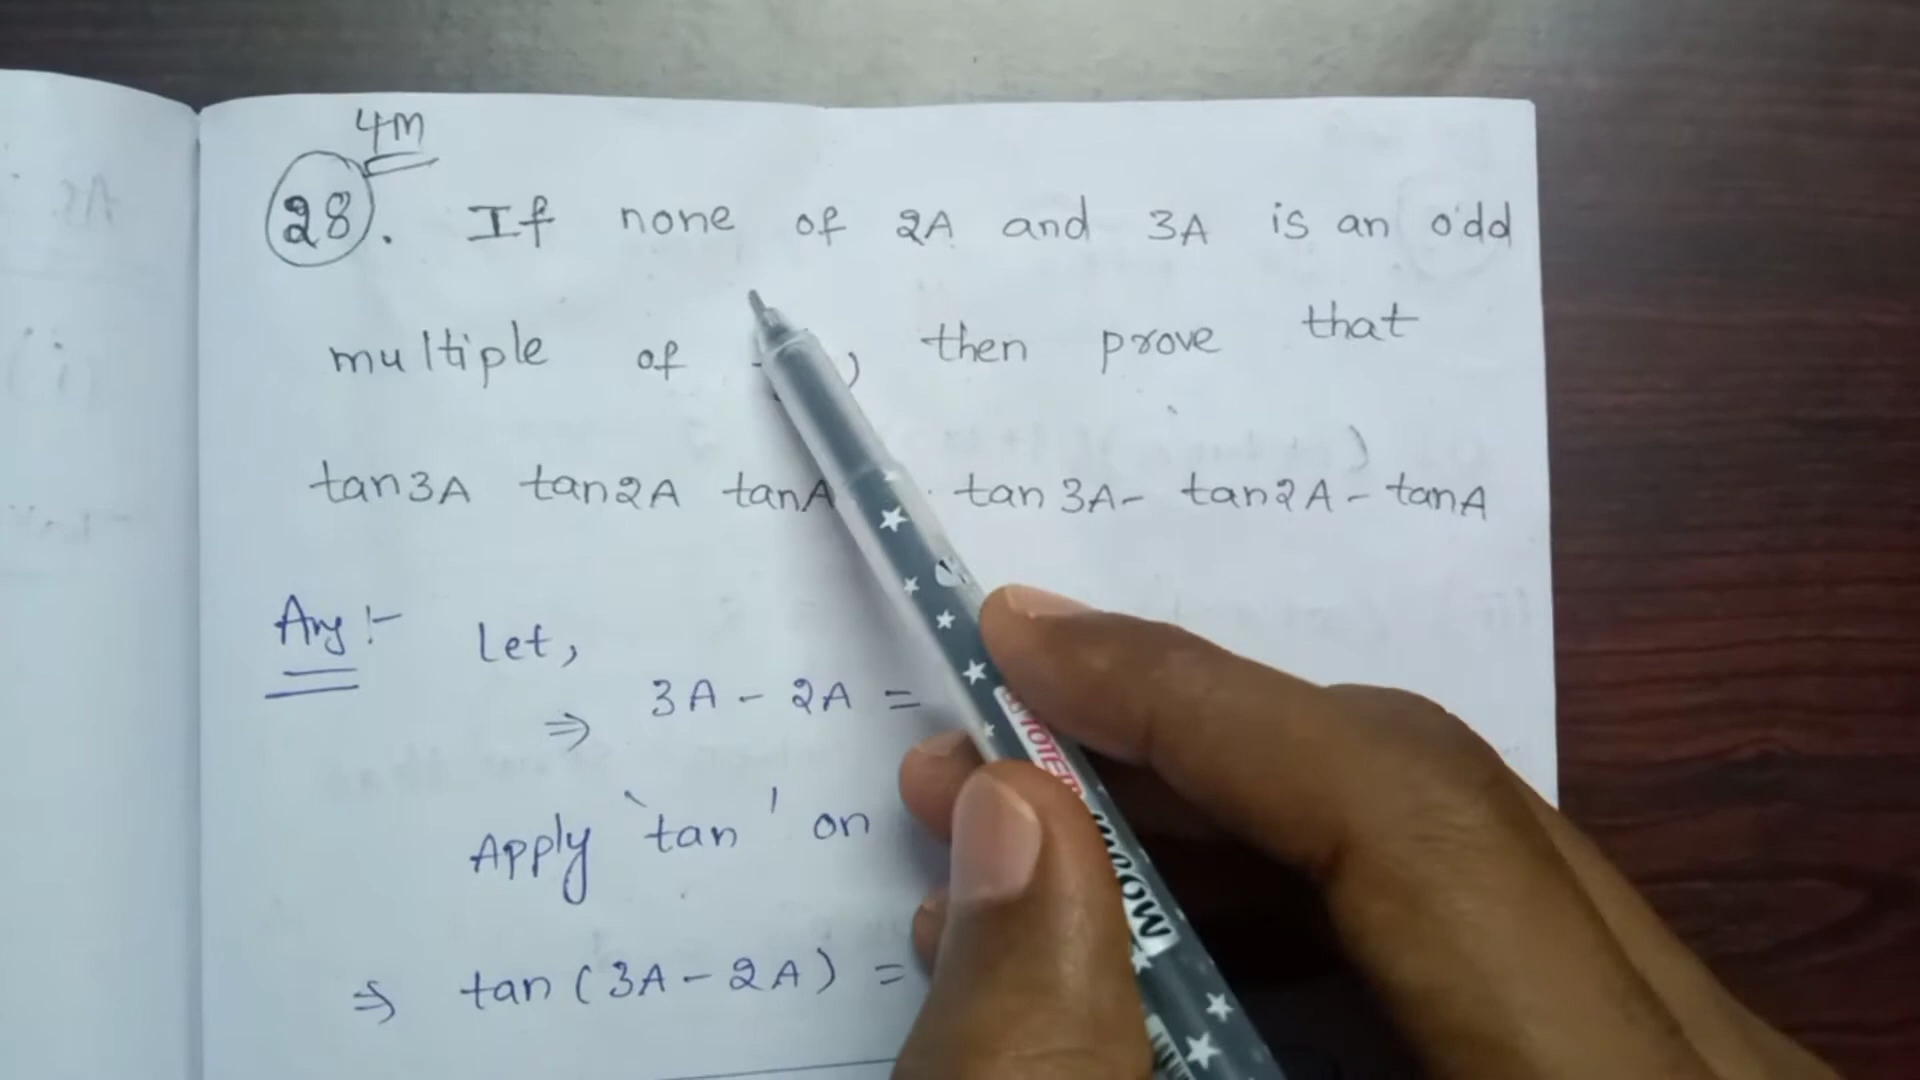 4M
28. If none of 2A and 3A is an odd
multiple of , then prove that
tan3A tan2A tanA tan3A- tan2A- tanA
Ans:- Let,
⇒ 3A - 2A =
Apply 'tan' on
⇒ tan(3A-2A) =